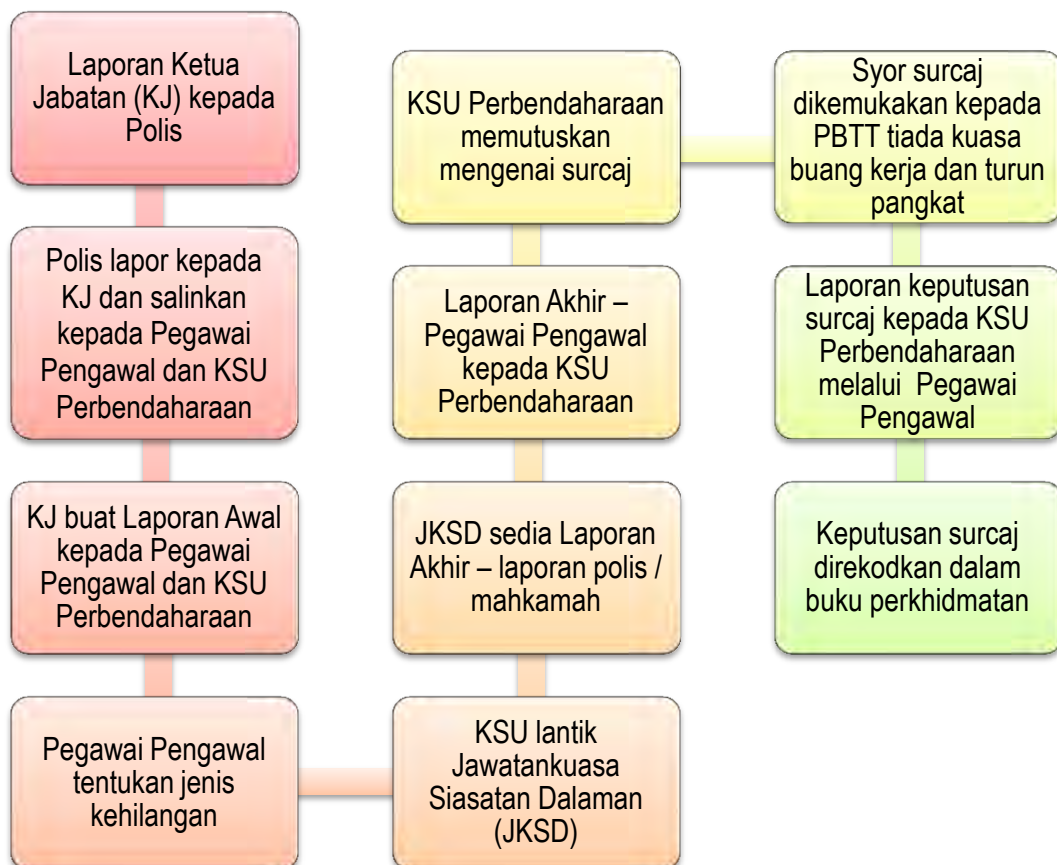 Laporan Ketua
Jabatan (KJ) kepada
Polis
Polis lapor kepada
KJ dan salinkan
kepada Pegawai
Pengawal dan KSU
Perbendaharaan
KJ buat Laporan Awal
kepada Pegawai
Pengawal dan KSU
Perbendaharaan
Pegawai Pengawal
tentukan jenis
kehilangan
KSU lantik
Jawatankuasa
Siasatan Dalaman
(JKSD)
JKSD sedia Laporan
Akhir – laporan polis /
mahkamah
Laporan Akhir –
Pegawai Pengawal
kepada KSU
Perbendaharaan
KSU Perbendaharaan
memutuskan
mengenai surcaj
Syor surcaj
dikemukakan kepada
PBTT tiada kuasa
buang kerja dan turun
pangkat
Laporan keputusan
surcaj kepada KSU
Perbendaharaan
melalui Pegawai
Pengawal
Keputusan surcaj
direkodkan dalam
buku perkhidmatan